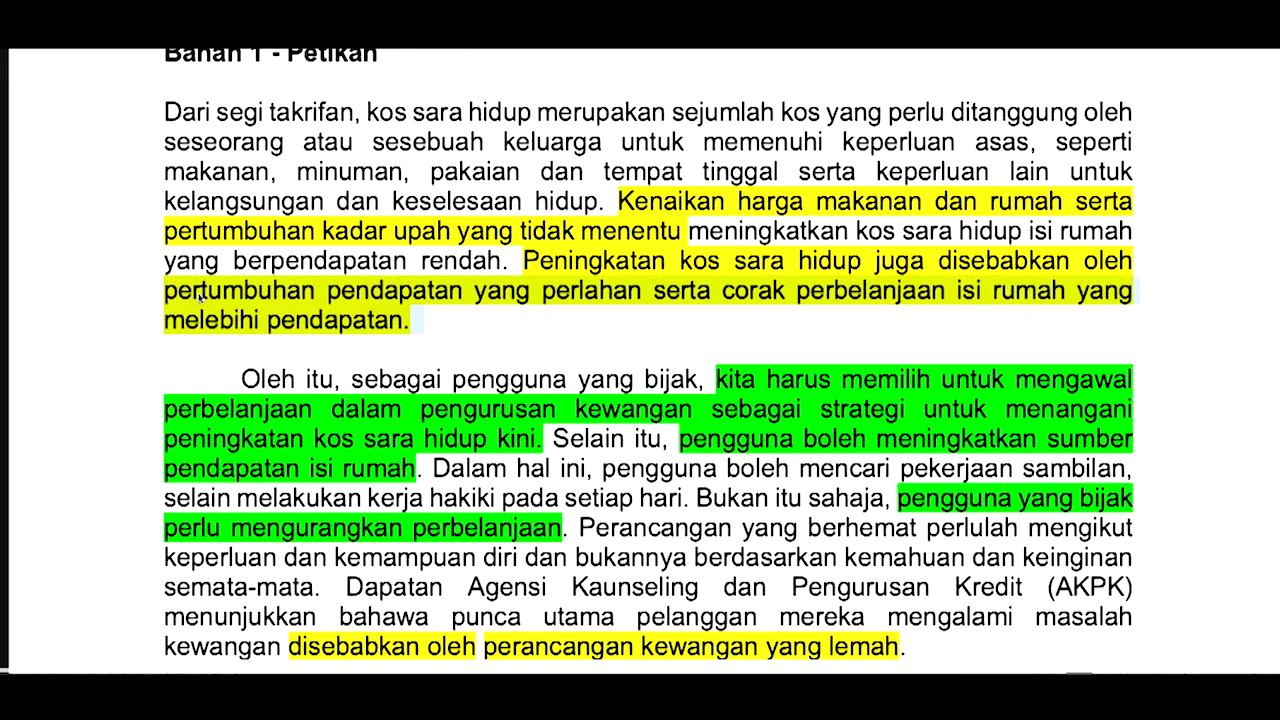 Bahan 1 - Petikan
Dari segi takrifan, kos sara hidup merupakan sejumlah kos yang perlu ditanggung oleh
seseorang atau sesebuah keluarga untuk memenuhi keperluan asas, seperti
makanan, minuman, pakaian dan tempat tinggal serta keperluan lain untuk
kelangsungan dan keselesaan hidup. Kenaikan harga makanan dan rumah serta
pertumbuhan kadar upah yang tidak menentu meningkatkan kos sara hidup isi rumah
yang berpendapatan rendah. Peningkatan kos sara hidup juga disebabkan oleh
pertumbuhan pendapatan yang perlahan serta corak perbelanjaan isi rumah yang
melebihi pendapatan.
Oleh itu, sebagai pengguna yang bijak, kita harus memilih untuk mengawal
perbelanjaan dalam pengurusan kewangan sebagai strategi untuk menangani
peningkatan kos sara hidup kini. Selain itu, pengguna boleh meningkatkan sumber
pendapatan isi rumah. Dalam hal ini, pengguna boleh mencari pekerjaan sambilan,
selain melakukan kerja hakiki pada setiap hari. Bukan itu sahaja, pengguna yang bijak
perlu mengurangkan perbelanjaan. Perancangan yang berhemat perlulah mengikut
keperluan dan kemampuan diri dan bukannya berdasarkan kemahuan dan keinginan
semata-mata. Dapatan Agensi Kaunseling dan Pengurusan Kredit (AKPK)
menunjukkan bahawa punca utama pelanggan mereka mengalami masalah
kewangan disebabkan oleh perancangan kewangan yang lemah.